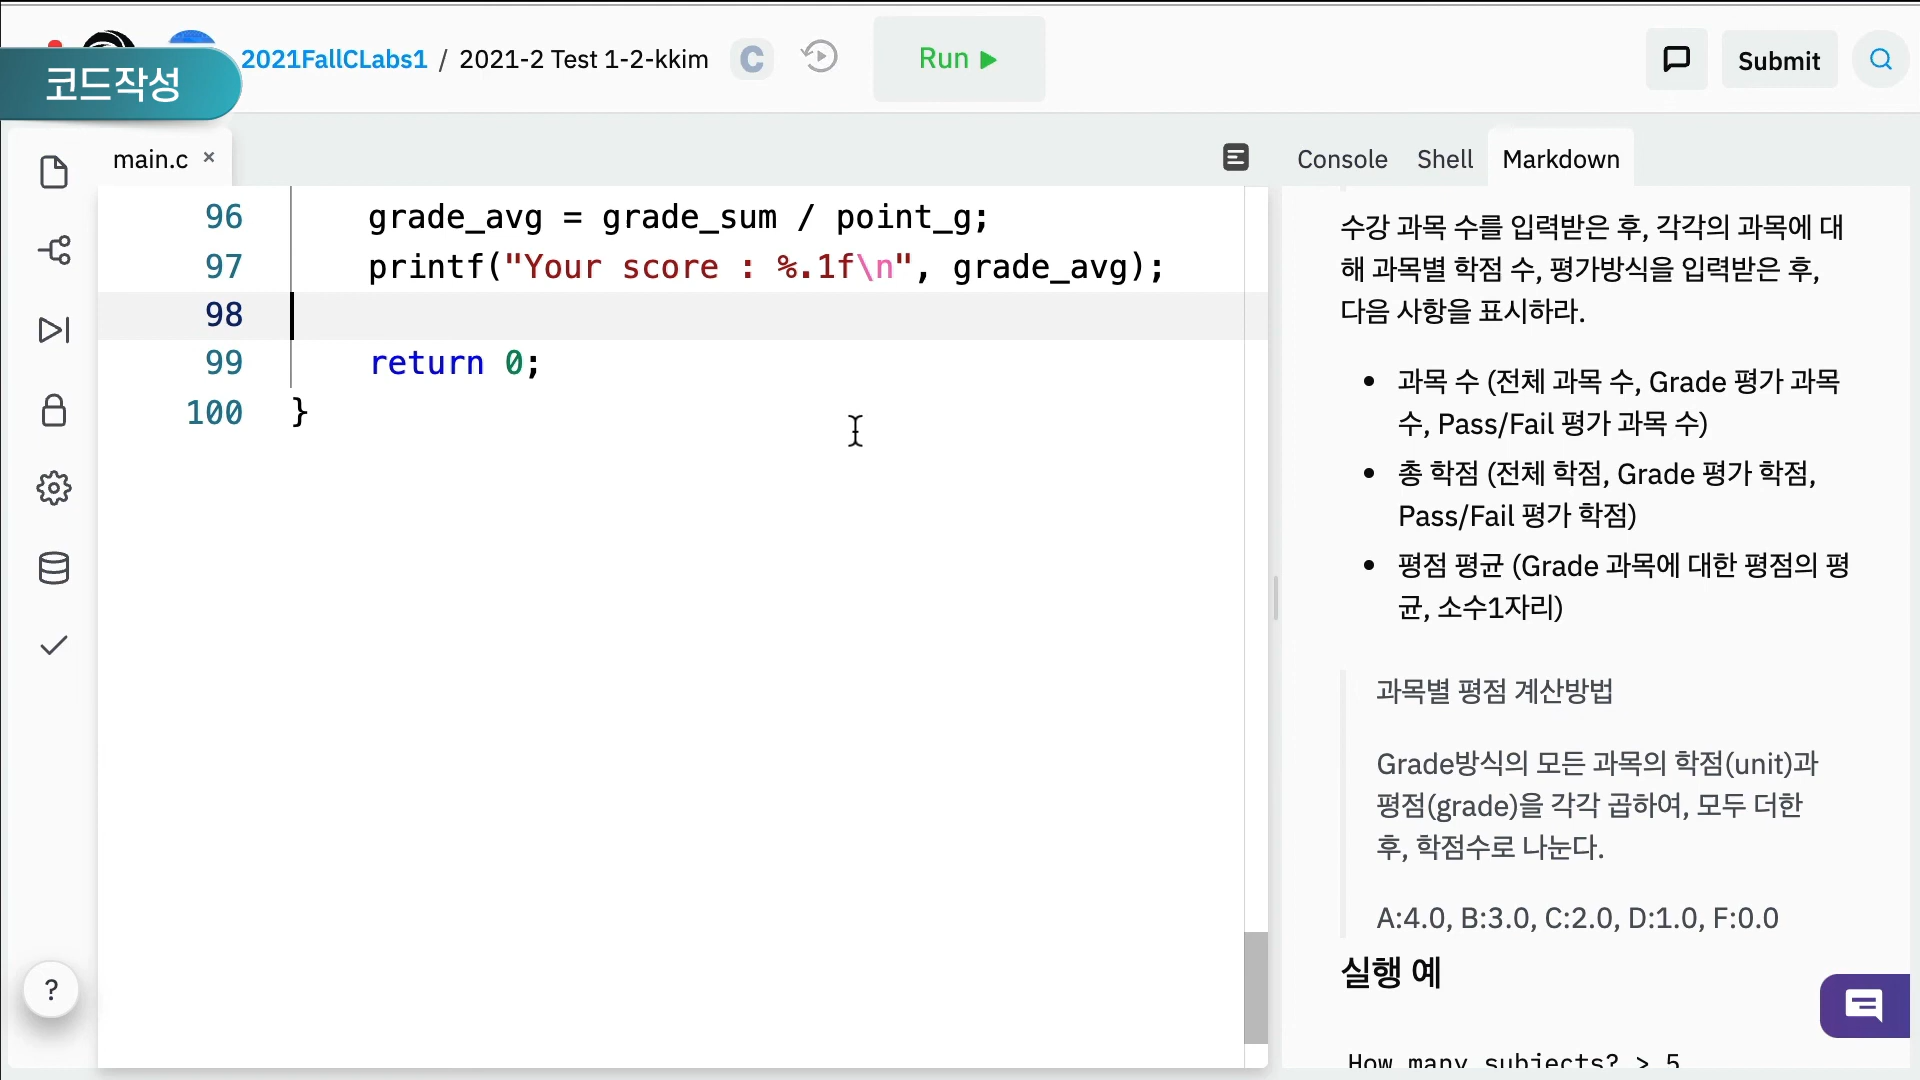 코드작성
2021FallCLabs1 / 2021-2 Test 1-2-kkim
C
Run
Submit
main.c ×
Console Shell Markdown
96 grade_avg = grade_sum / point_g;
97 printf("Your score : %.1f\n", grade_avg);
98
99 return 0;
100 }
?
수강 과목 수를 입력받은 후, 각각의 과목에 대
해 과목별 학점 수, 평가방식을 입력받은 후,
다음 사항을 표시하라.
• 과목 수 (전체 과목 수, Grade 평가 과목
수, Pass/Fail 평가 과목 수)
• 총 학점 (전체 학점, Grade 평가 학점,
Pass/Fail 평가 학점)
• 평점 평균 (Grade 과목에 대한 평점의 평
균, 소수1자리)
과목별 평점 계산방법
Grade방식의 모든 과목의 학점(unit)과
평점(grade)을 각각 곱하여, 모두 더한
후, 학점수로 나눈다.
A:4.0, B:3.0, C:2.0, D:1.0, F:0.0
실행 예
How many subjects? > 5